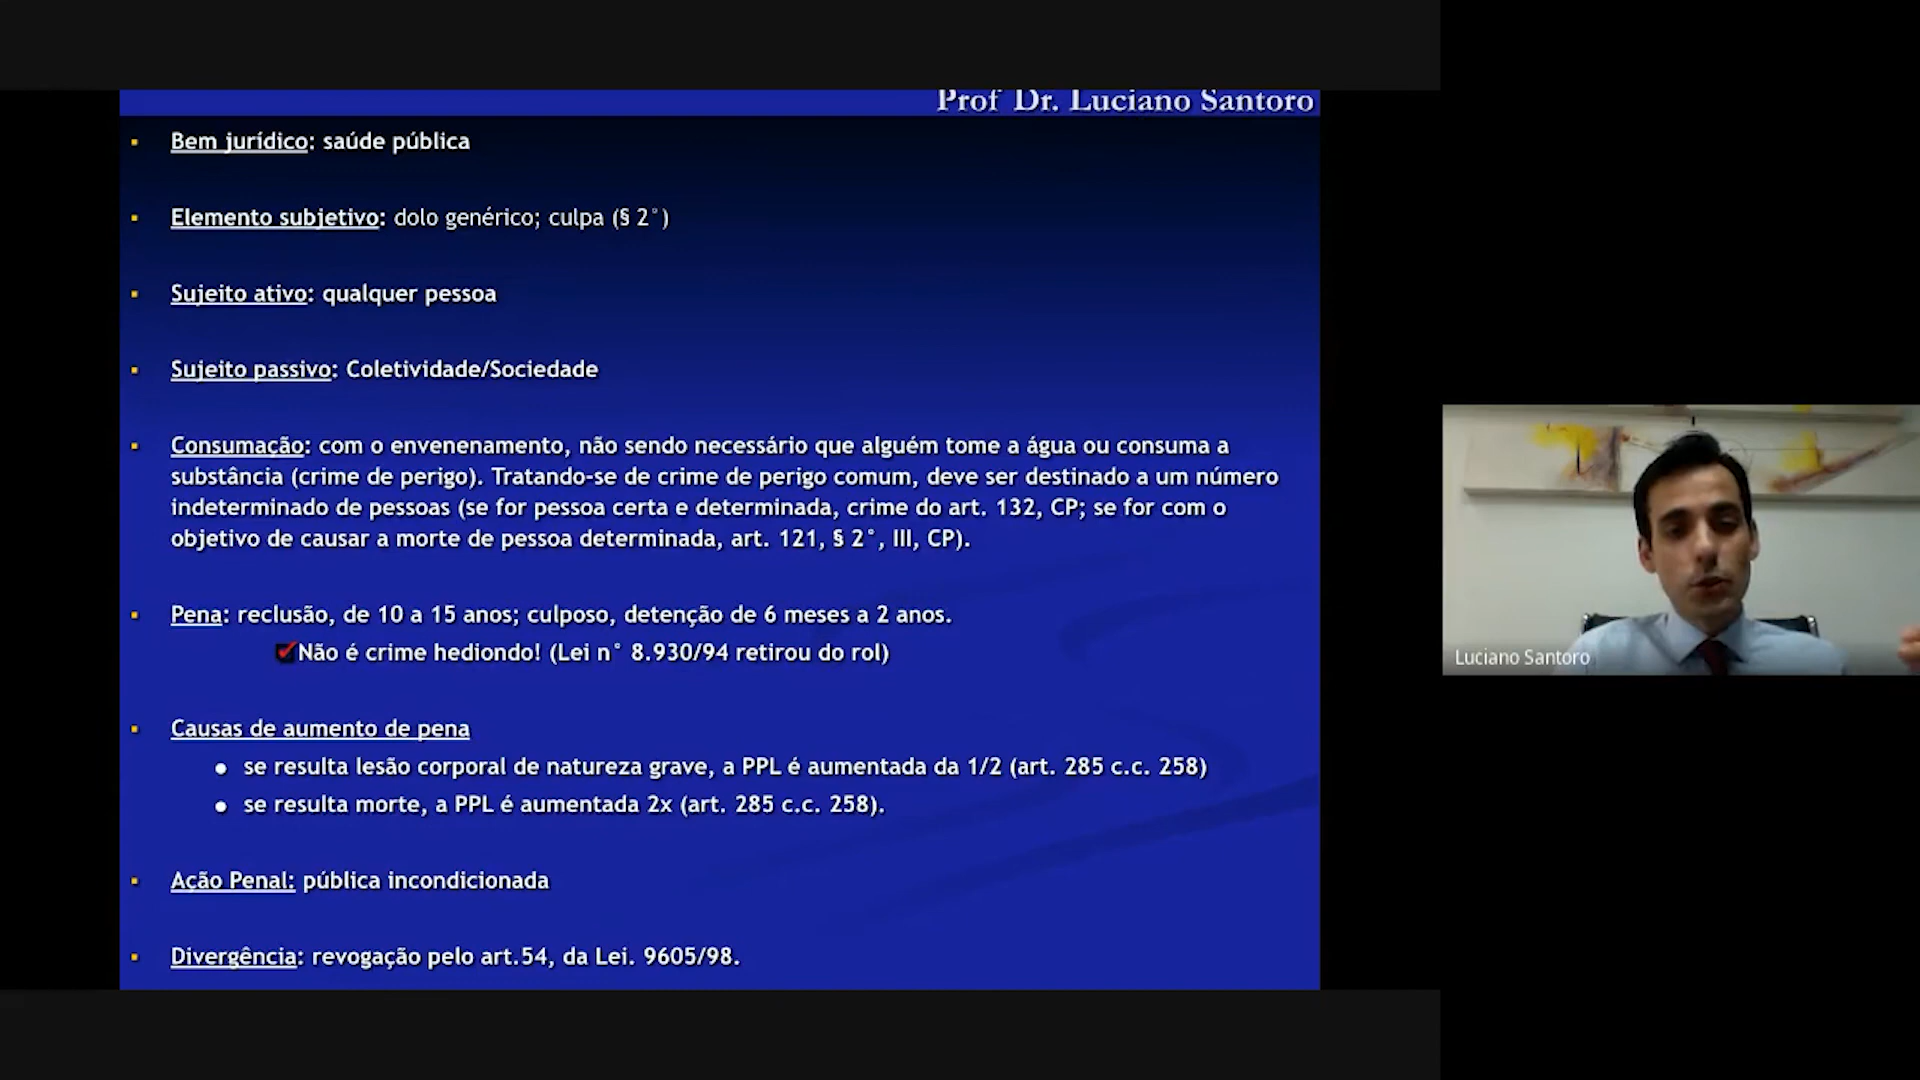 Prof Dr. Luciano Santoro
Bem jurídico: saúde pública
Elemento subjetivo: dolo genérico; culpa (§ 2°)
Sujeito ativo: qualquer pessoa
Sujeito passivo: Coletividade/Sociedade
Consumação: com o envenenamento, não sendo necessário que alguém tome a água ou consuma a
substância (crime de perigo). Tratando-se de crime de perigo comum, deve ser destinado a um número
indeterminado de pessoas (se for pessoa certa e determinada, crime do art. 132, CP; se for com o
objetivo de causar a morte de pessoa determinada, art. 121, § 2°, III, CP).
Pena: reclusão, de 10 a 15 anos; culposo, detenção de 6 meses a 2 anos.
Não é crime hediondo! (Lei n° 8.930/94 retirou do rol)
Causas de aumento de pena
se resulta lesão corporal de natureza grave, a PPL é aumentada da 1/2 (art. 285 c.c. 258)
se resulta morte, a PPL é aumentada 2x (art. 285 c.c. 258).
Ação Penal: pública incondicionada
Divergência: revogação pelo art.54, da Lei. 9605/98.
Luciano Santoro